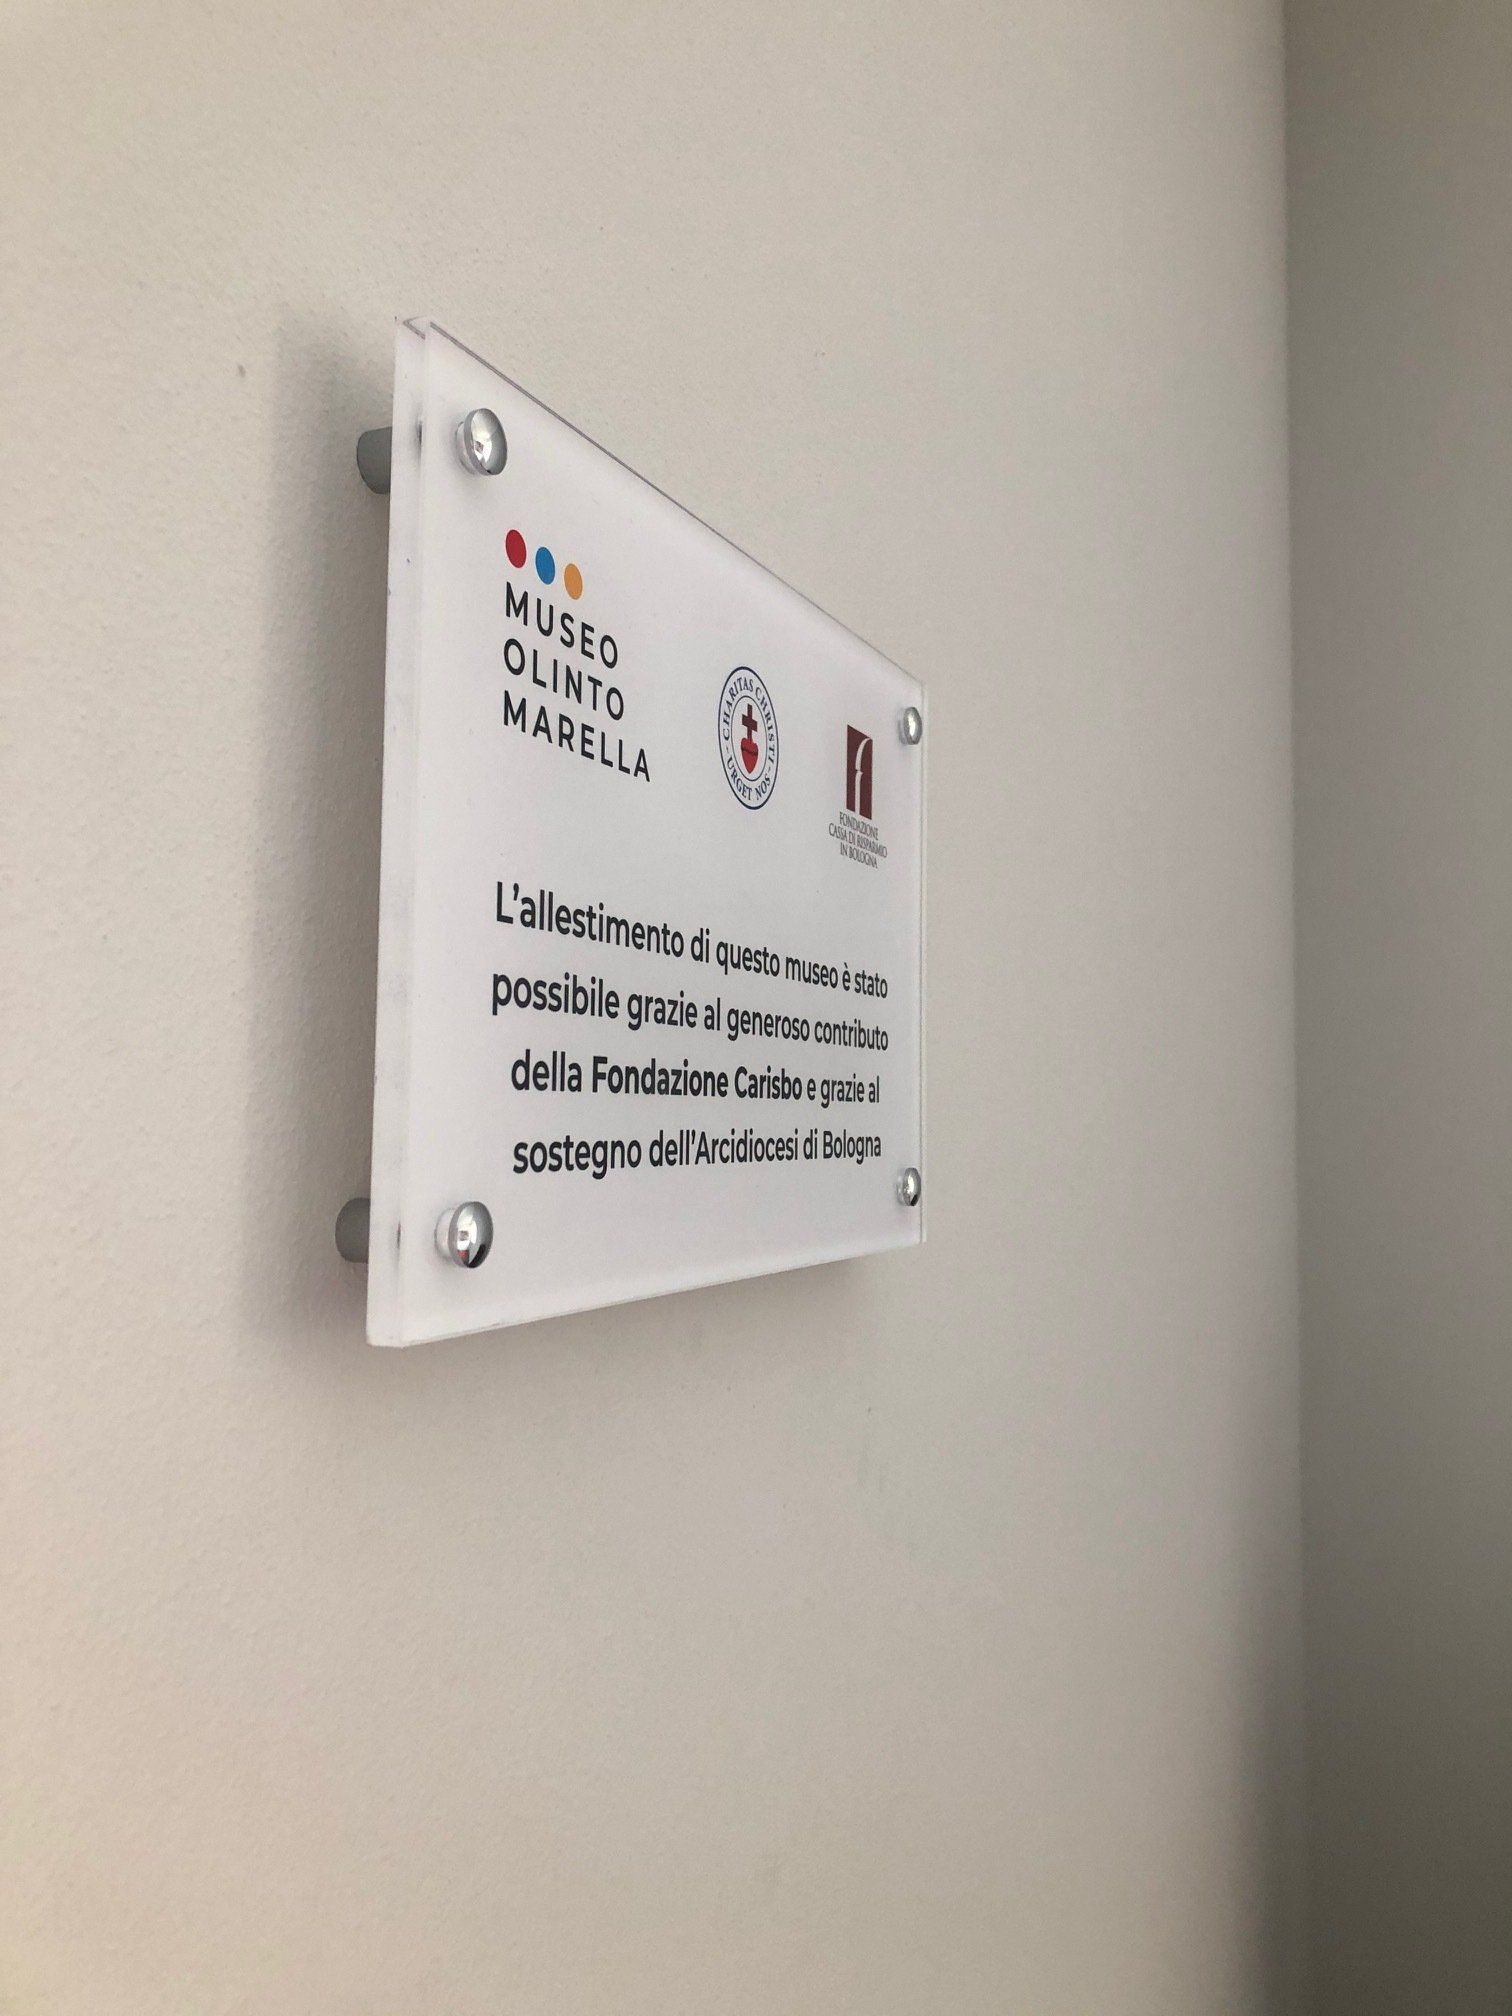 MUSEO
OLINTO
MARELLA
CHARITAS CHRISTI - URGET NOS -
FONDAZIONE
CASSA DI RISPARMIO
IN BOLOGNA
L'allestimento di questo museo è stato
possibile grazie al generoso contributo
della Fondazione Carisbo e grazie al
sostegno dell'Arcidiocesi di Bologna